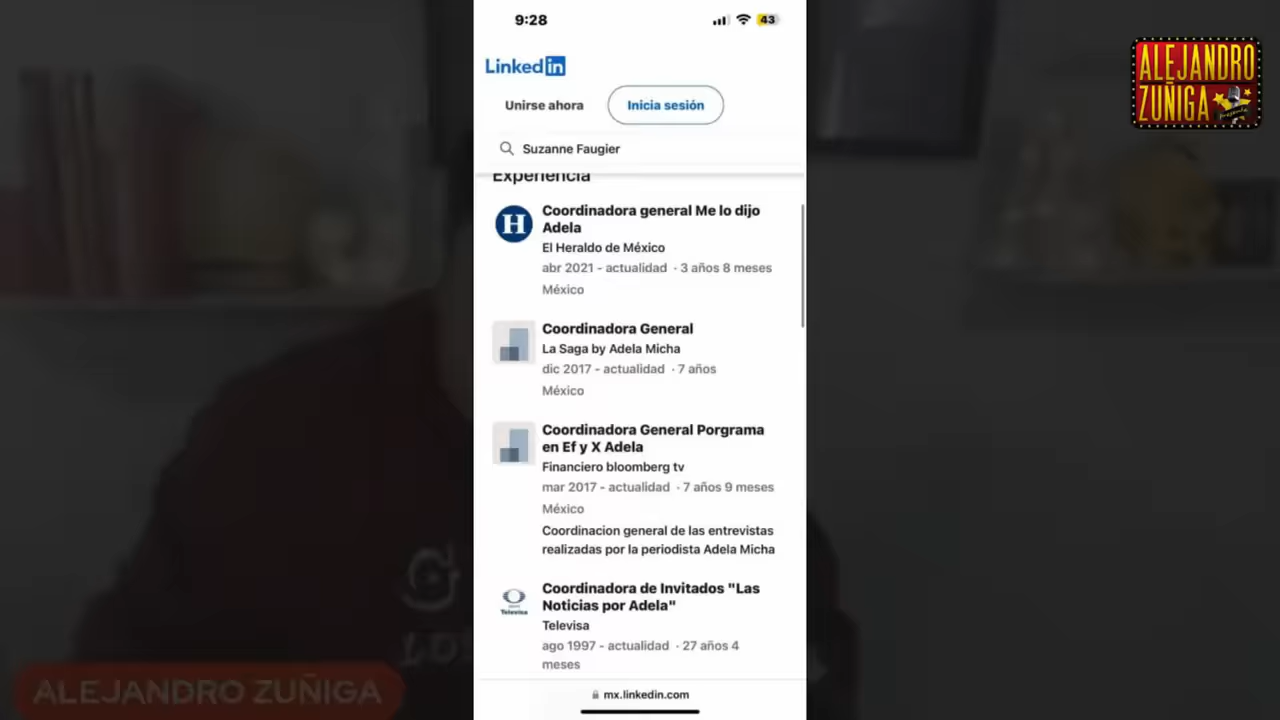 9:28
43
LinkedIn
Unirse ahora
Inicia sesión
Suzanne Faugier
Experiencia
H
Coordinadora general Me lo dijo
Adela
El Heraldo de México
abr 2021 - actualidad · 3 años 8 meses
México
Coordinadora General
La Saga by Adela Micha
dic 2017 - actualidad · 7 años
México
Coordinadora General Porgrama
en Ef y X Adela
Financiero bloomberg tv
mar 2017 - actualidad · 7 años 9 meses
México
Coordinacion general de las entrevistas
realizadas por la periodista Adela Micha
Coordinadora de Invitados "Las
Noticias por Adela"
Televisa
Televisa
ago 1997 - actualidad · 27 años 4
meses
mx.linkedin.com
ALEJANDRO
ZUÑIGA
ALEJANDRO ZUÑIGA